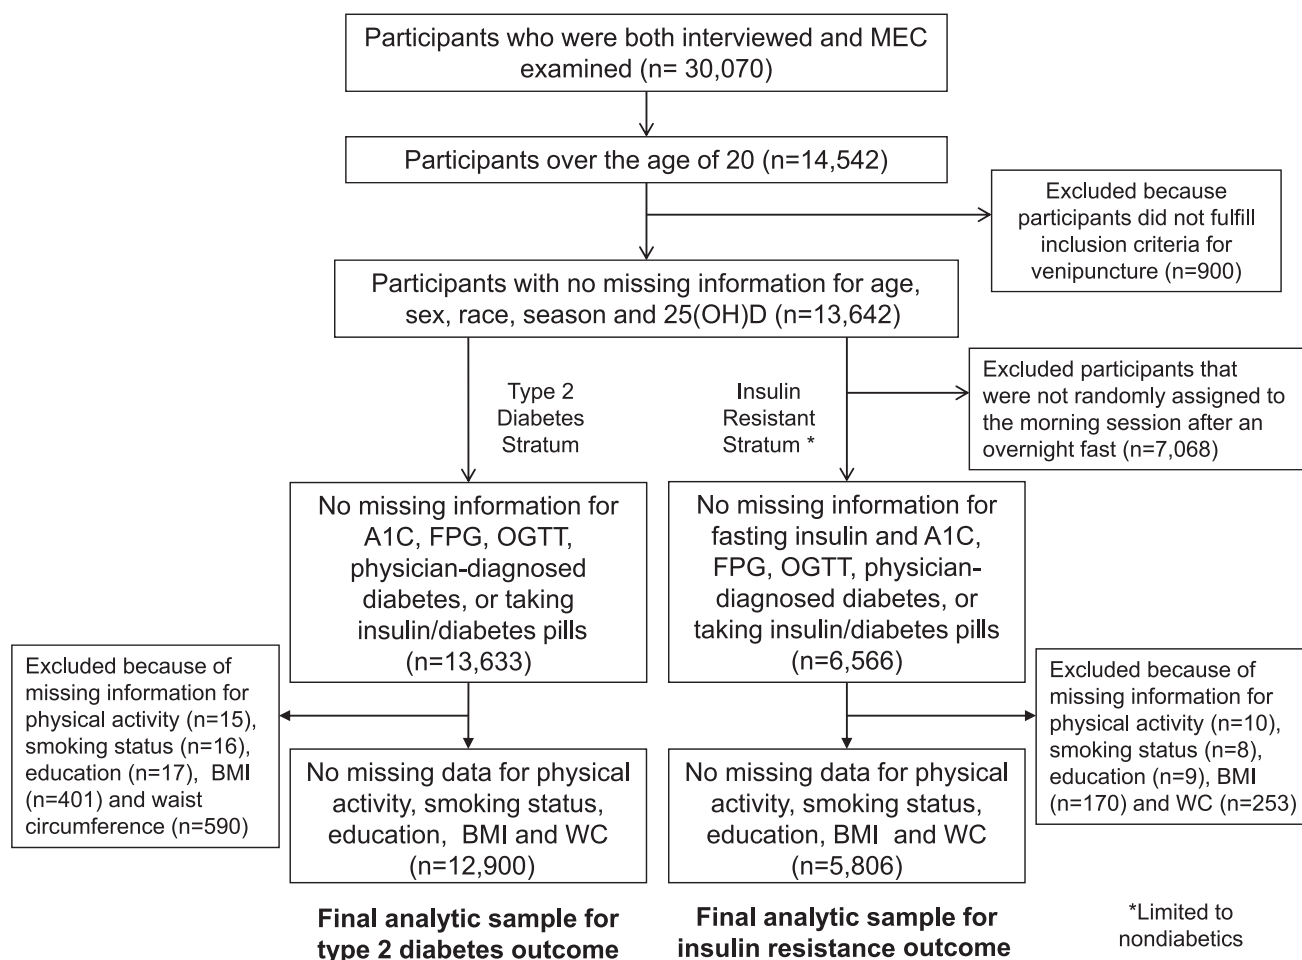 Participants who were both interviewed and MEC
examined (n= 30,070)
Participants over the age of 20 (n=14,542)
Excluded because
participants did not fulfill
inclusion criteria for
venipuncture (n=900)
Participants with no missing information for age,
sex, race, season and 25(OH)D (n=13,642)
Type 2
Diabetes
Stratum
Insulin
Resistant
Stratum *
Excluded participants that
were not randomly assigned to
the morning session after an
overnight fast (n=7,068)
No missing information for
A1C, FPG, OGTT,
physician-diagnosed
diabetes, or taking
insulin/diabetes pills
(n=13,633)
No missing information for
fasting insulin and A1C,
FPG, OGTT, physician-
diagnosed diabetes, or
taking insulin/diabetes pills
(n=6,566)
Excluded because of
missing information for
physical activity (n=15),
smoking status (n=16),
education (n=17), BMI
(n=401) and waist
circumference (n=590)
Excluded because of
missing information for
physical activity (n=10),
smoking status (n=8),
education (n=9), BMI
(n=170) and WC (n=253)
No missing data for physical
activity, smoking status,
education, BMI and WC
(n=12,900)
No missing data for physical
activity, smoking status,
education, BMI and WC
(n=5,806)
Final analytic sample for
type 2 diabetes outcome
Final analytic sample for
insulin resistance outcome
*Limited to
nondiabetics